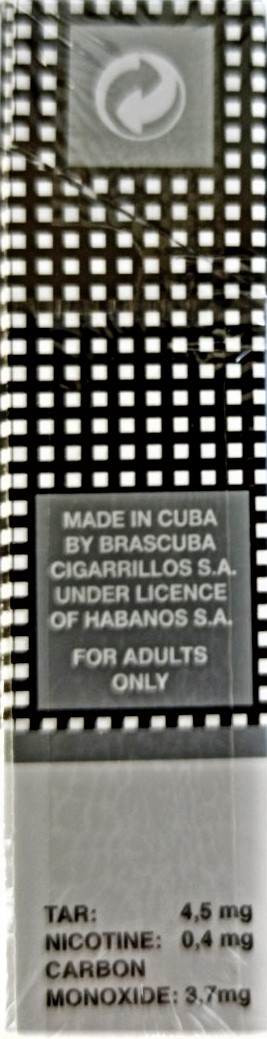 MADE IN CUBA
BY BRASCUBA
CIGARRILLOS S.A.
UNDER LICENCE
OF HABANOS S.A.
FOR ADULTS
ONLY
TAR: 4,5 mg
NICOTINE: 0,4 mg
CARBON
MONOXIDE: 3,7mg